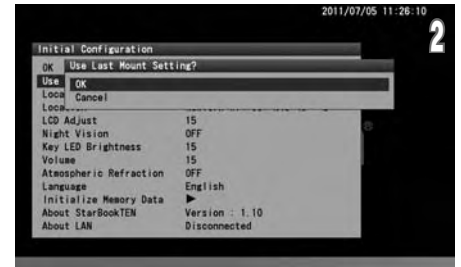 2011/07/05 11:26:10
2
Initial Configuration
OK
Use Last Mount Setting?
Use
OK
Loca
Cancel
Loca
LCD Adjust 15
Night Vision OFF
Key LED Brightness 15
Volume 15
Atmospheric Refraction OFF
Language English
Initialize Memory Data ▶
About StarBookTEN Version : 1.10
About LAN Disconnected